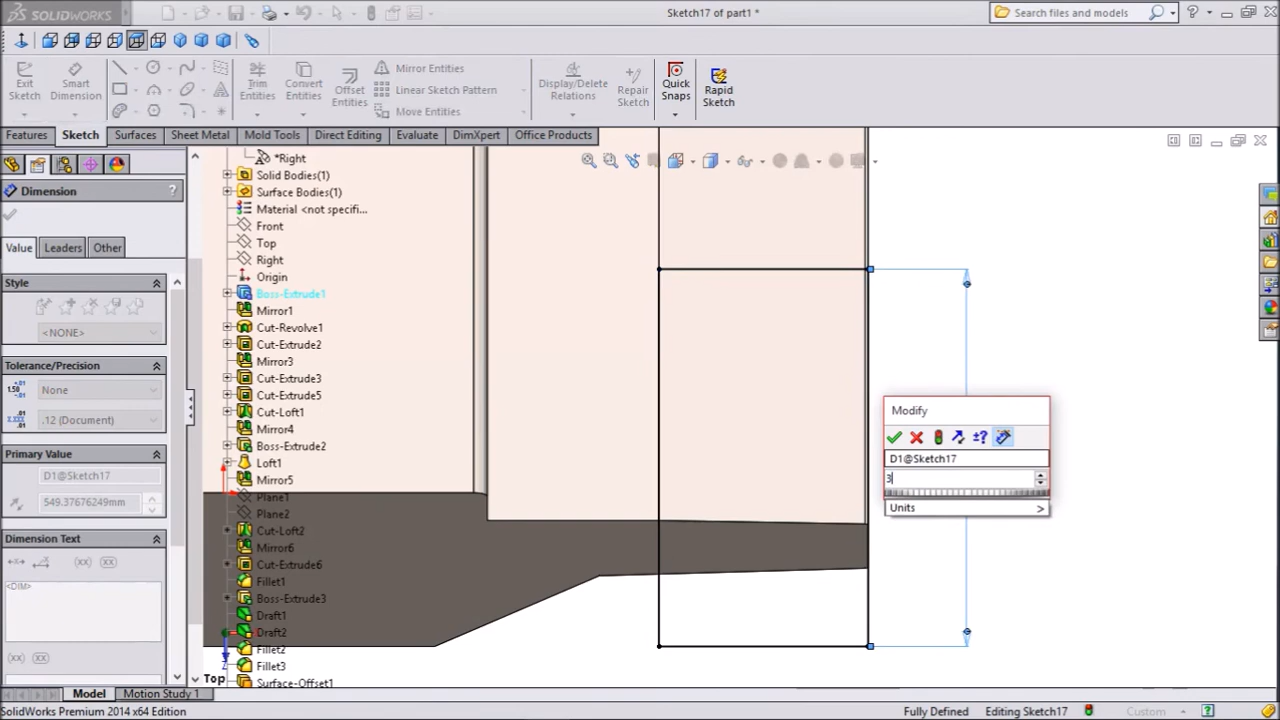 SOLIDWORKS
Sketch17 of part1 *
Search files and models
Exit Sketch
Smart Dimension
Trim Entities
Convert Entities
Offset Entities
Mirror Entities
Linear Sketch Pattern
Move Entities
Display/Delete Relations
Repair Sketch
Quick Snaps
Rapid Sketch
Features
Sketch
Surfaces
Sheet Metal
Mold Tools
Direct Editing
Evaluate
DimXpert
Office Products
Dimension
?
Value
Leaders
Other
Style
<NONE>
Tolerance/Precision
None
.12 (Document)
Primary Value
D1@Sketch17
549.37676249mm
Dimension Text
<DIM>
*Right
Solid Bodies(1)
Surface Bodies(1)
Material <not specifi...
Front
Top
Right
Origin
Boss-Extrude1
Mirror1
Cut-Revolve1
Cut-Extrude2
Mirror3
Cut-Extrude3
Cut-Extrude5
Cut-Loft1
Mirror4
Boss-Extrude2
Loft1
Mirror5
Plane1
Plane2
Cut-Loft2
Mirror6
Cut-Extrude6
Fillet1
Boss-Extrude3
Draft1
Draft2
Fillet2
Fillet3
Surface-Offset1
Top
Modify
D1@Sketch17
3
Units
Model
Motion Study 1
SolidWorks Premium 2014 x64 Edition
Fully Defined
Editing Sketch17
Custom